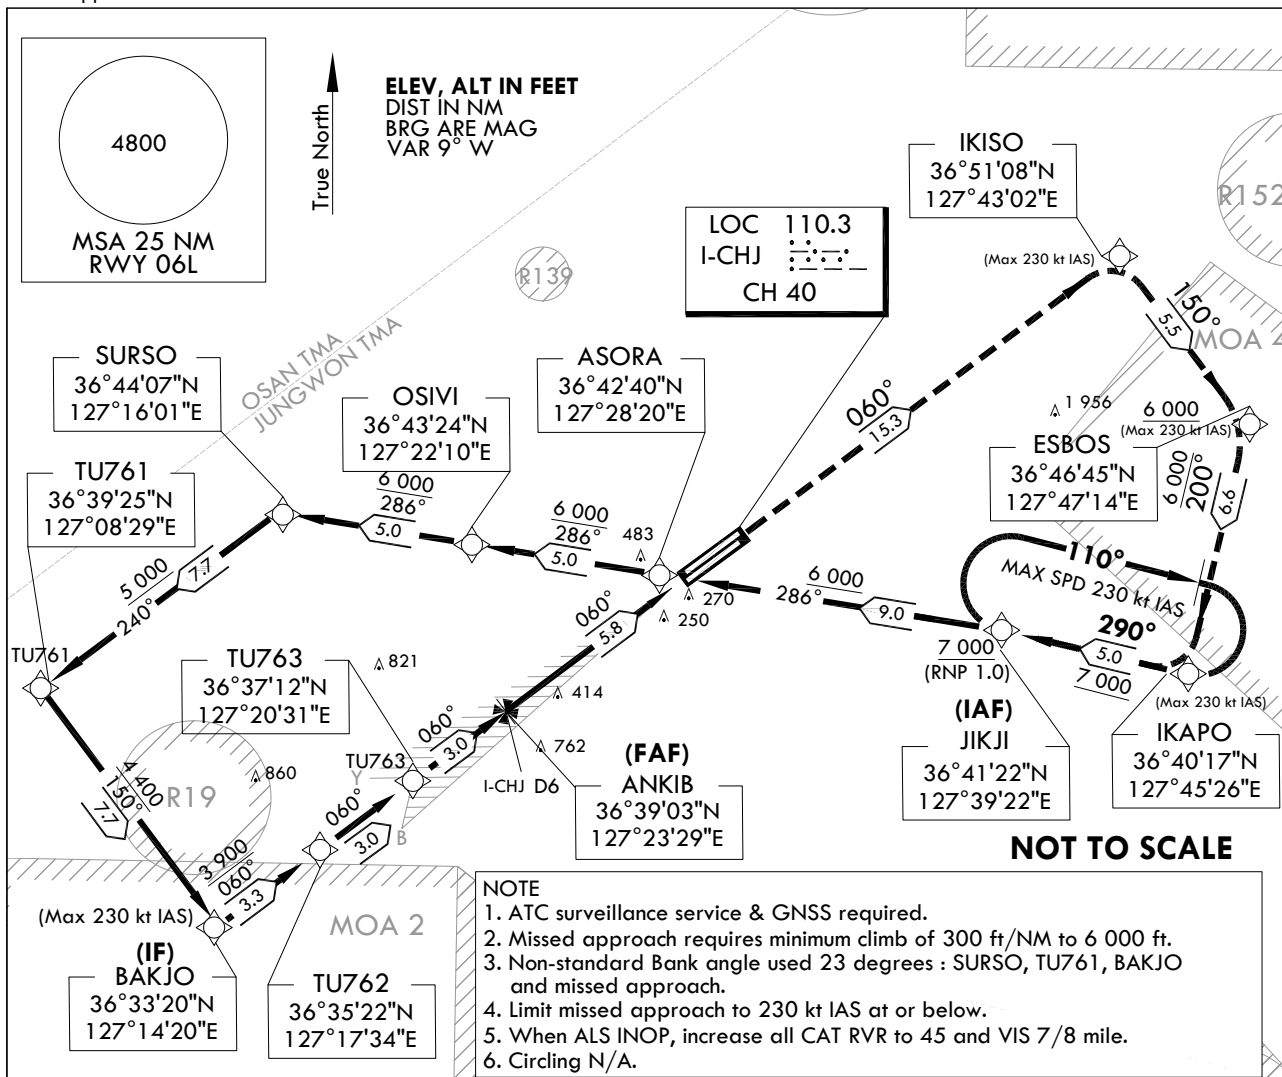 4800
MSA 25 NM
RWY 06L
True North
ELEV, ALT IN FEET
DIST IN NM
BRG ARE MAG
VAR 9° W
LOC 110.3
I-CHJ
CH 40
IKISO
36°51'08"N
127°43'02"E
(Max 230 kt IAS)
R152
R139
150°
5.5
MOA 4
OSAN TMA
JUNGWON TMA
SURSO
36°44'07"N
127°16'01"E
OSIVI
36°43'24"N
127°22'10"E
ASORA
36°42'40"N
127°28'20"E
060°
15.3
1 956
6 000
(Max 230 kt IAS)
ESBOS
36°46'45"N
127°47'14"E
6 000
200°
6.6
TU761
36°39'25"N
127°08'29"E
6 000
286°
5.0
6 000
286°
5.0
483
270
250
6 000
286°
9.0
110°
MAX SPD 230 kt IAS
290°
5.0
7 000
7 000
(RNP 1.0)
(Max 230 kt IAS)
5 000
7.7
240°
TU761
TU763
36°37'12"N
127°20'31"E
821
060°
5.8
414
762
(IAF)
JIKJI
36°41'22"N
127°39'22"E
IKAPO
36°40'17"N
127°45'26"E
(FAF)
ANKIB
36°39'03"N
127°23'29"E
I-CHJ D6
060°
3.0
TU763
Y
B
860
R19
4 400
150°
7.7
060°
3.0
3 900
060°
3.3
(Max 230 kt IAS)
(IF)
BAKJO
36°33'20"N
127°14'20"E
MOA 2
TU762
36°35'22"N
127°17'34"E
NOT TO SCALE
NOTE
1. ATC surveillance service & GNSS required.
2. Missed approach requires minimum climb of 300 ft/NM to 6 000 ft.
3. Non-standard Bank angle used 23 degrees : SURSO, TU761, BAKJO
and missed approach.
4. Limit missed approach to 230 kt IAS at or below.
5. When ALS INOP, increase all CAT RVR to 45 and VIS 7/8 mile.
6. Circling N/A.